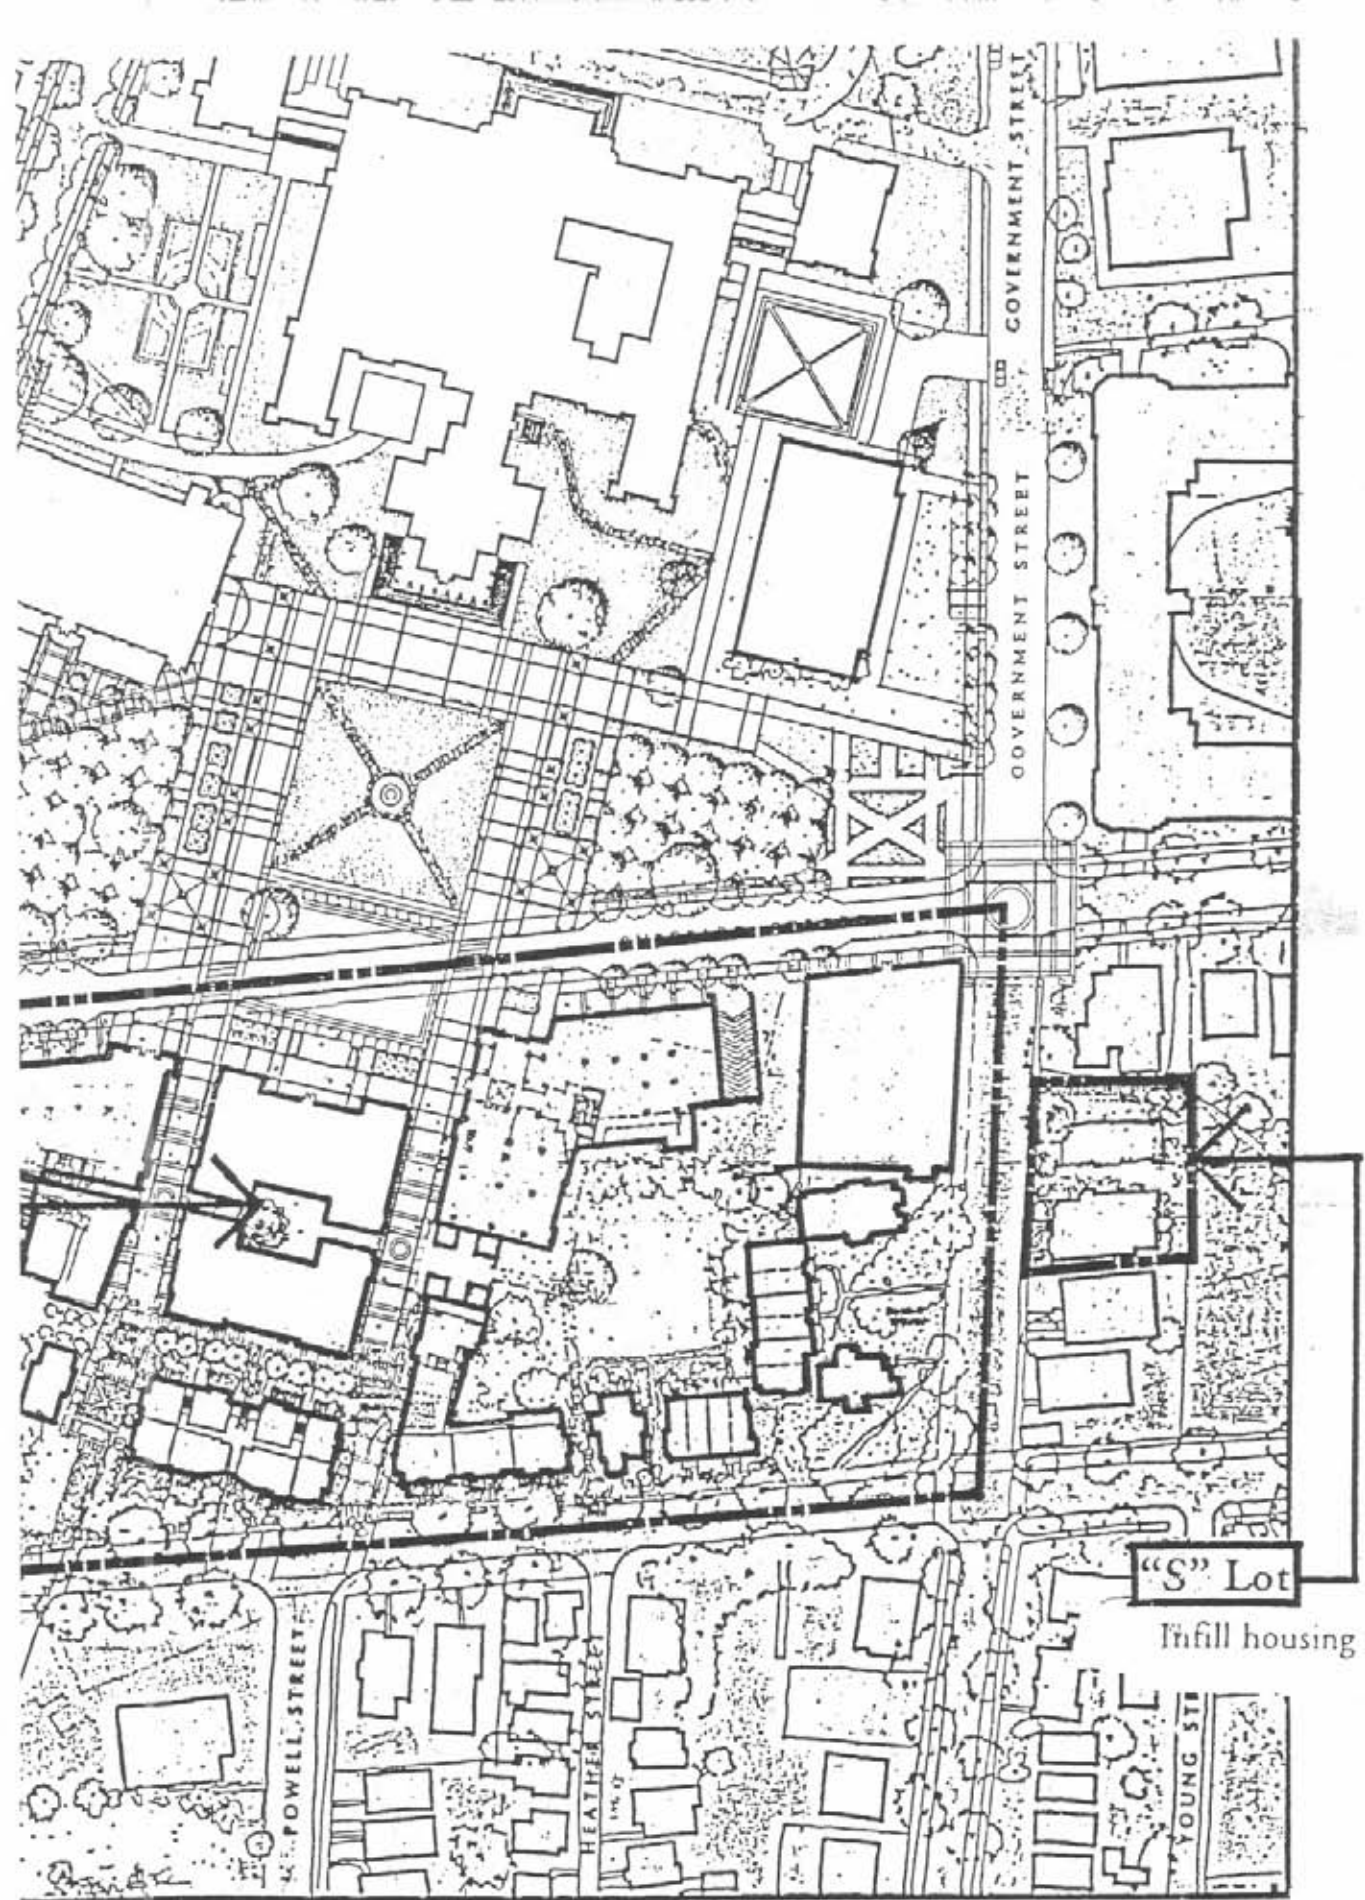 GOVERNMENT STREET
GOVERNMENT STREET
"S" Lot
Infill housing
POWELL STREET
HEATHER STREET
YOUNG ST